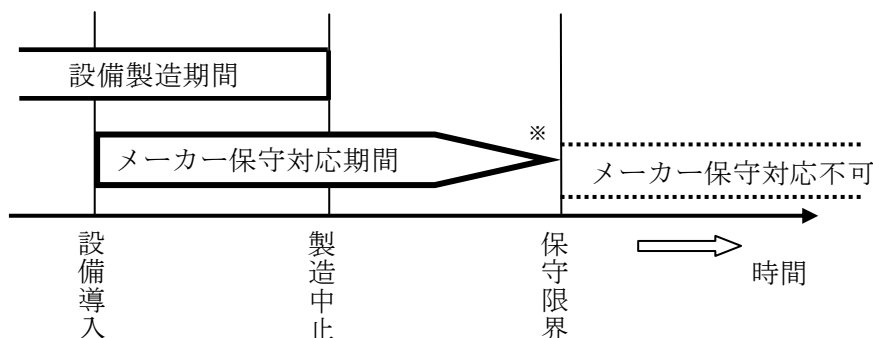 設備製造期間
※
メーカー保守対応期間
メーカー保守対応不可
設備導入
製造中止
保守限界
時間